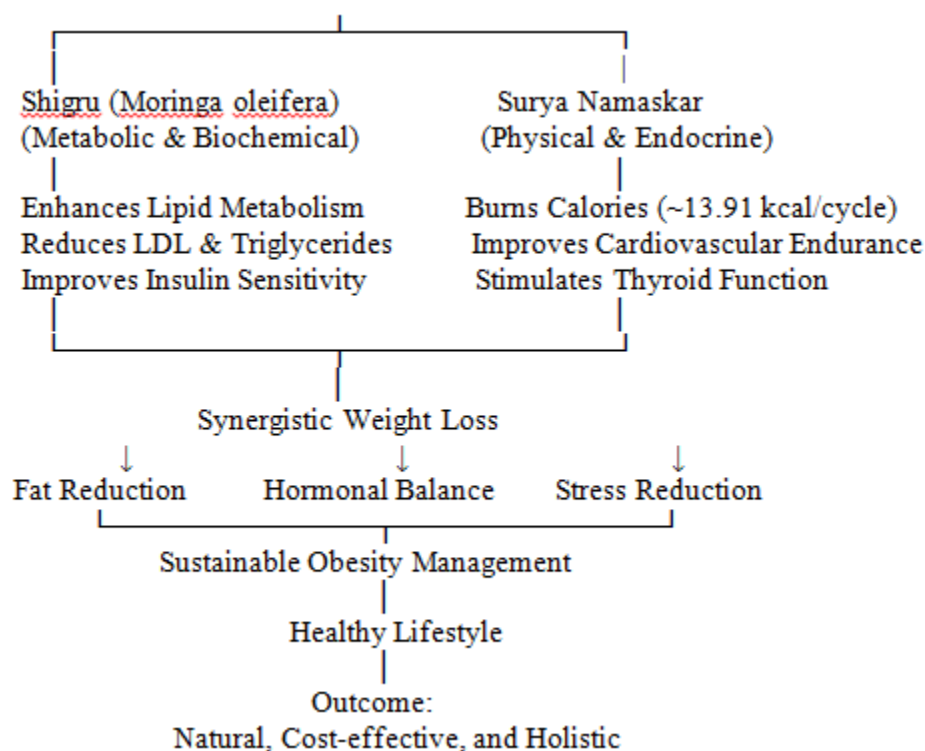 Shigru (Moringa oleifera) Surya Namaskar
(Metabolic & Biochemical) (Physical & Endocrine)
Enhances Lipid Metabolism Burns Calories (~13.91 kcal/cycle)
Reduces LDL & Triglycerides Improves Cardiovascular Endurance
Improves Insulin Sensitivity Stimulates Thyroid Function
Synergistic Weight Loss
↓ ↓ ↓
Fat Reduction Hormonal Balance Stress Reduction
Sustainable Obesity Management
Healthy Lifestyle
Outcome:
Natural, Cost-effective, and Holistic